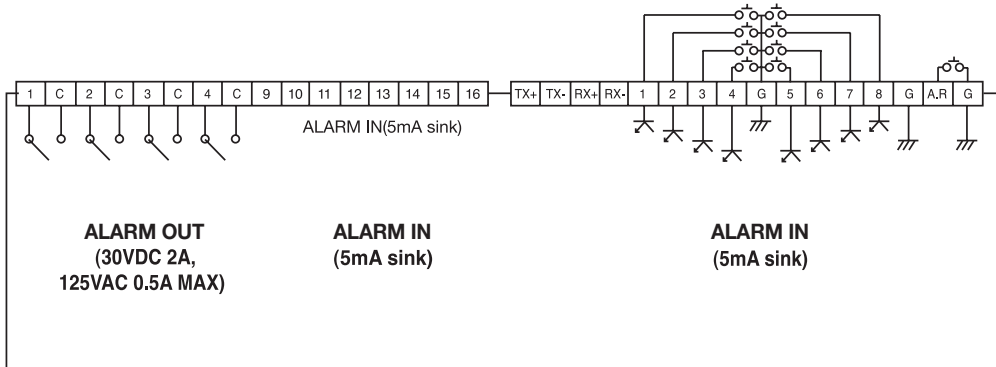 1 C 2 C 3 C 4 C 9 10 11 12 13 14 15 16 TX+ TX- RX+ RX- 1 2 3 4 G 5 6 7 8 G A.R G
ALARM IN(5mA sink)
ALARM OUT
(30VDC 2A,
125VAC 0.5A MAX)
ALARM IN
(5mA sink)
ALARM IN
(5mA sink)